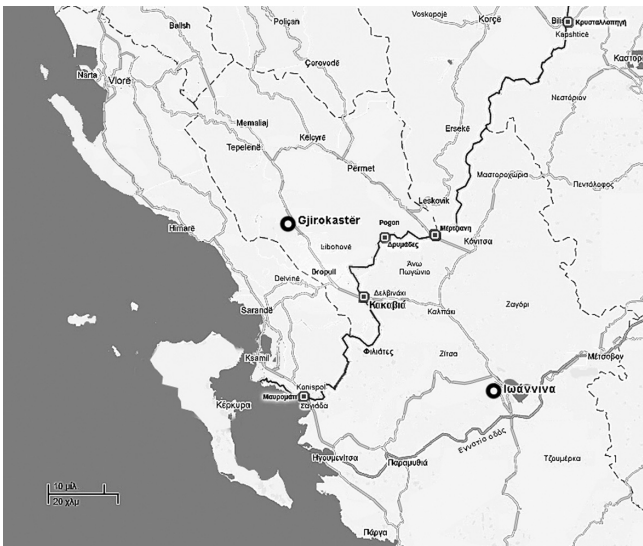 Ballsh
Poliçan
Voskopojë
Korçë
Κρυσταλλοπηγή
Kapshticë
Narta
Vlorë
Çorovodë
Νεστόριον
Memaliaj
Këlcyrë
Ersekë
Tepelenë
Përmet
Μαστοροχώρια
Πεντάλοφος
Leskovik
Gjirokastër
Pogon
Μέρτζιανη
Himarë
Δρυμάδες
Κόνιτσα
Libohovë
Άνω
Πωγώνιο
Delvinë
Dropull
Ζαγόρι
Δελβινάκι
Κακαβιά
Sarandë
Καλπάκι
Φιλιάτες
Ζίτσα
Μέτσοβον
Ksamil
Konispol
Ιωάννινα
Μαυρομάτι
Σαγιάδα
Κέρκυρα
Εγνατία οδός
Ηγουμενίτσα
Παραμυθιά
Τζουμέρκα
10 μίλ
20 χλμ
Πάργα